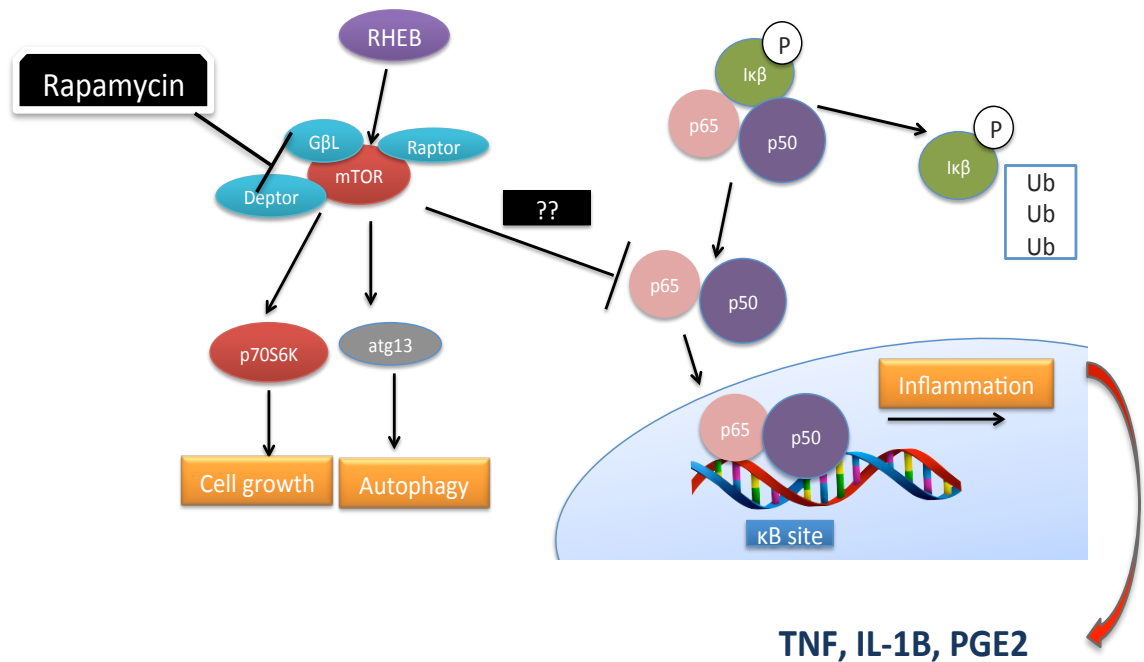 RHEB
Rapamycin
GβL
Raptor
mTOR
Deptor
P
Iκβ
p65
p50
P
Iκβ
Ub
Ub
Ub
??
p65
p50
p70S6K
atg13
Cell growth
Autophagy
Inflammation
p65
p50
κB site
TNF, IL-1B, PGE2